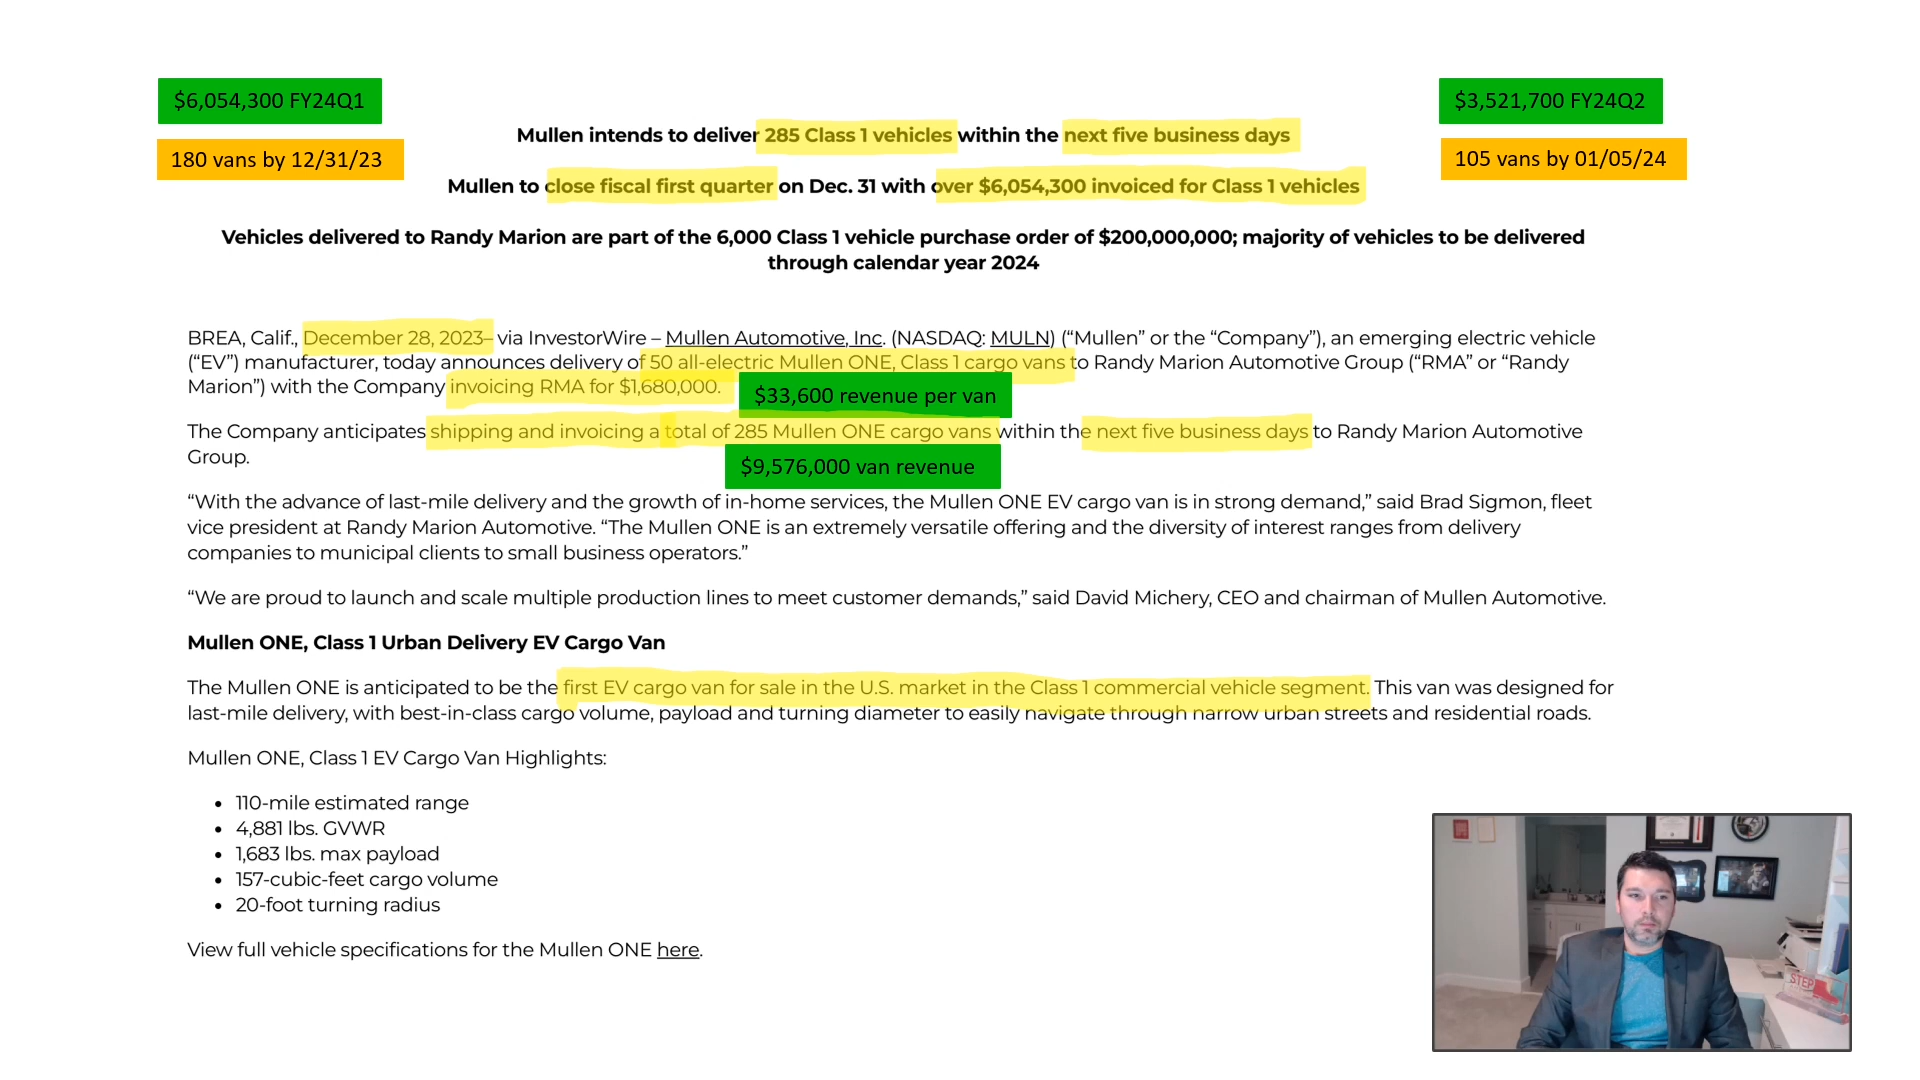 $6,054,300 FY24Q1
$3,521,700 FY24Q2
180 vans by 12/31/23
105 vans by 01/05/24
Mullen intends to deliver 285 Class 1 vehicles within the next five business days
Mullen to close fiscal first quarter on Dec. 31 with over $6,054,300 invoiced for Class 1 vehicles
Vehicles delivered to Randy Marion are part of the 6,000 Class 1 vehicle purchase order of $200,000,000; majority of vehicles to be delivered
through calendar year 2024
BREA, Calif., December 28, 2023– via InvestorWire – Mullen Automotive, Inc. (NASDAQ: MULN) (“Mullen” or the “Company”), an emerging electric vehicle
(“EV”) manufacturer, today announces delivery of 50 all-electric Mullen ONE, Class 1 cargo vans to Randy Marion Automotive Group (“RMA” or “Randy
Marion”) with the Company invoicing RMA for $1,680,000.
$33,600 revenue per van
The Company anticipates shipping and invoicing a total of 285 Mullen ONE cargo vans within the next five business days to Randy Marion Automotive
Group.
$9,576,000 van revenue
“With the advance of last-mile delivery and the growth of in-home services, the Mullen ONE EV cargo van is in strong demand,” said Brad Sigmon, fleet
vice president at Randy Marion Automotive. “The Mullen ONE is an extremely versatile offering and the diversity of interest ranges from delivery
companies to municipal clients to small business operators.”
“We are proud to launch and scale multiple production lines to meet customer demands,” said David Michery, CEO and chairman of Mullen Automotive.
Mullen ONE, Class 1 Urban Delivery EV Cargo Van
The Mullen ONE is anticipated to be the first EV cargo van for sale in the U.S. market in the Class 1 commercial vehicle segment. This van was designed for
last-mile delivery, with best-in-class cargo volume, payload and turning diameter to easily navigate through narrow urban streets and residential roads.
Mullen ONE, Class 1 EV Cargo Van Highlights:
• 110-mile estimated range
• 4,881 lbs. GVWR
• 1,683 lbs. max payload
• 157-cubic-feet cargo volume
• 20-foot turning radius
View full vehicle specifications for the Mullen ONE here.
STEP